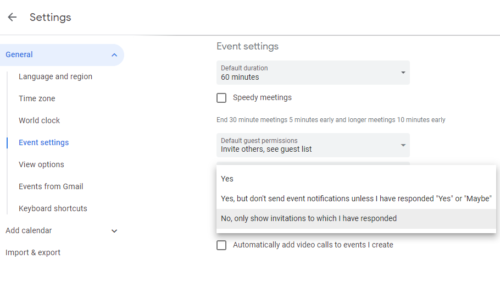 Settings
General
Language and region
Time zone
World clock
Event settings
View options
Events from Gmail
Keyboard shortcuts
Add calendar
Import & export
Event settings
Default duration
60 minutes
Speedy meetings
End 30 minute meetings 5 minutes early and longer meetings 10 minutes early
Default guest permissions
Invite others, see guest list
Yes
Yes, but don't send event notifications unless I have responded "Yes" or "Maybe"
No, only show invitations to which I have responded
Automatically add video calls to events I create